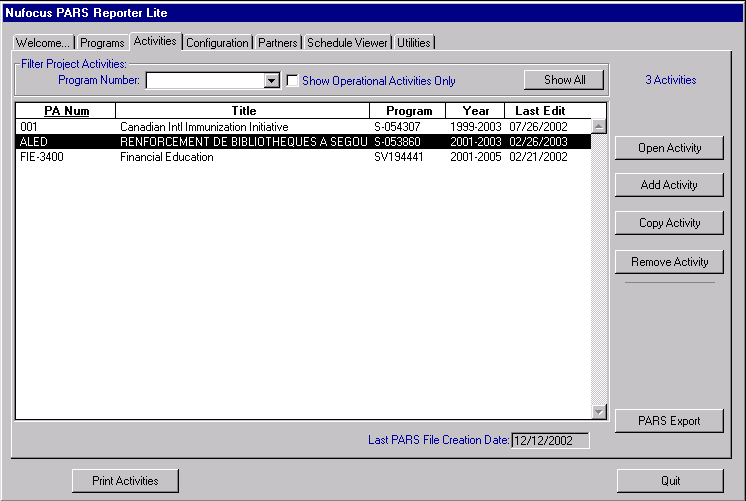 Nufocus PARS Reporter Lite
Welcome... Programs Activities Configuration Partners Schedule Viewer Utilities
Filter Project Activities:
Program Number: Show Operational Activities Only Show All 3 Activities
PA Num Title Program Year Last Edit
001 Canadian Intl Immunization Initiative S-054307 1999-2003 07/26/2002
ALED RENFORCEMENT DE BIBLIOTHEQUES A SEGOU S-053860 2001-2003 02/26/2003
FIE-3400 Financial Education SV194441 2001-2005 02/21/2002
Open Activity
Add Activity
Copy Activity
Remove Activity
PARS Export
Last PARS File Creation Date: 12/12/2002
Print Activities Quit